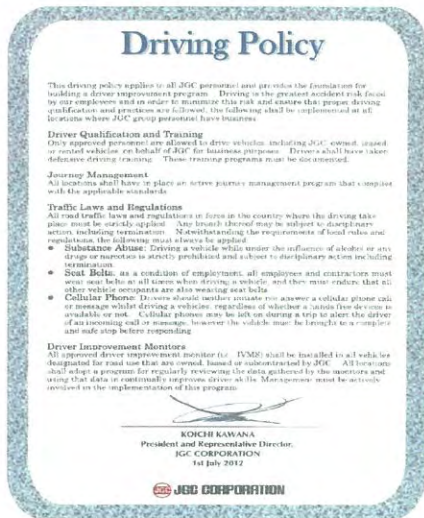 Driving Policy
This driving policy applies to all JGC personnel and provides the foundation for
building a driver improvement program. Driving is the greatest accident risk faced
by our employees and in order to minimize this risk and ensure that proper driving
qualification and practices are followed, the following shall be implemented at all
locations where JGC group personnel have business.
Driver Qualification and Training
Only approved personnel are allowed to drive vehicles, including JGC owned, leased
or rented vehicles, on behalf of JGC for business purposes. Drivers shall have taken
defensive driving training. These training programs must be documented.
Journey Management
All locations shall have in place an active journey management program that complies
with the applicable standards.
Traffic Laws and Regulations
All road traffic laws and regulations in force in the country where the driving take
place must be strictly applied. Any breach thereof may be subject to disciplinary
action, including termination. Notwithstanding the requirements of local rules and
regulations, the following must always be applied:
● Substance Abuse: Driving a vehicle while under the influence of alcohol or any
drugs or narcotics is strictly prohibited and subject to disciplinary action including
termination.
● Seat Belts: as a condition of employment, all employees and contractors must
wear seat belts at all times when driving a vehicle, and they must endure that all
other vehicle occupants are also wearing seat belts.
● Cellular Phone: Drivers should neither initiate nor answer a cellular phone call
or message whilst driving a vehicles, regardless of whether a hands free device is
available or not. Cellular phones may be left on during a trip to alert the driver
of an incoming call or message, however the vehicle must be brought to a complete
and safe stop before responding.
Driver Improvement Monitors
All approved driver improvement monitor (i.e. IVMS) shall be installed in all vehicles
designated for road use that are owned, leased or subcontracted by JGC. All locations
shall adopt a program for regularly reviewing the data gathered by the monitors and
using that data to continually improve driver skills. Management must be actively
involved in the implementation of this program.
KOICHI KAWANA
President and Representative Director,
JGC CORPORATION
1st July 2012
JGC CORPORATION